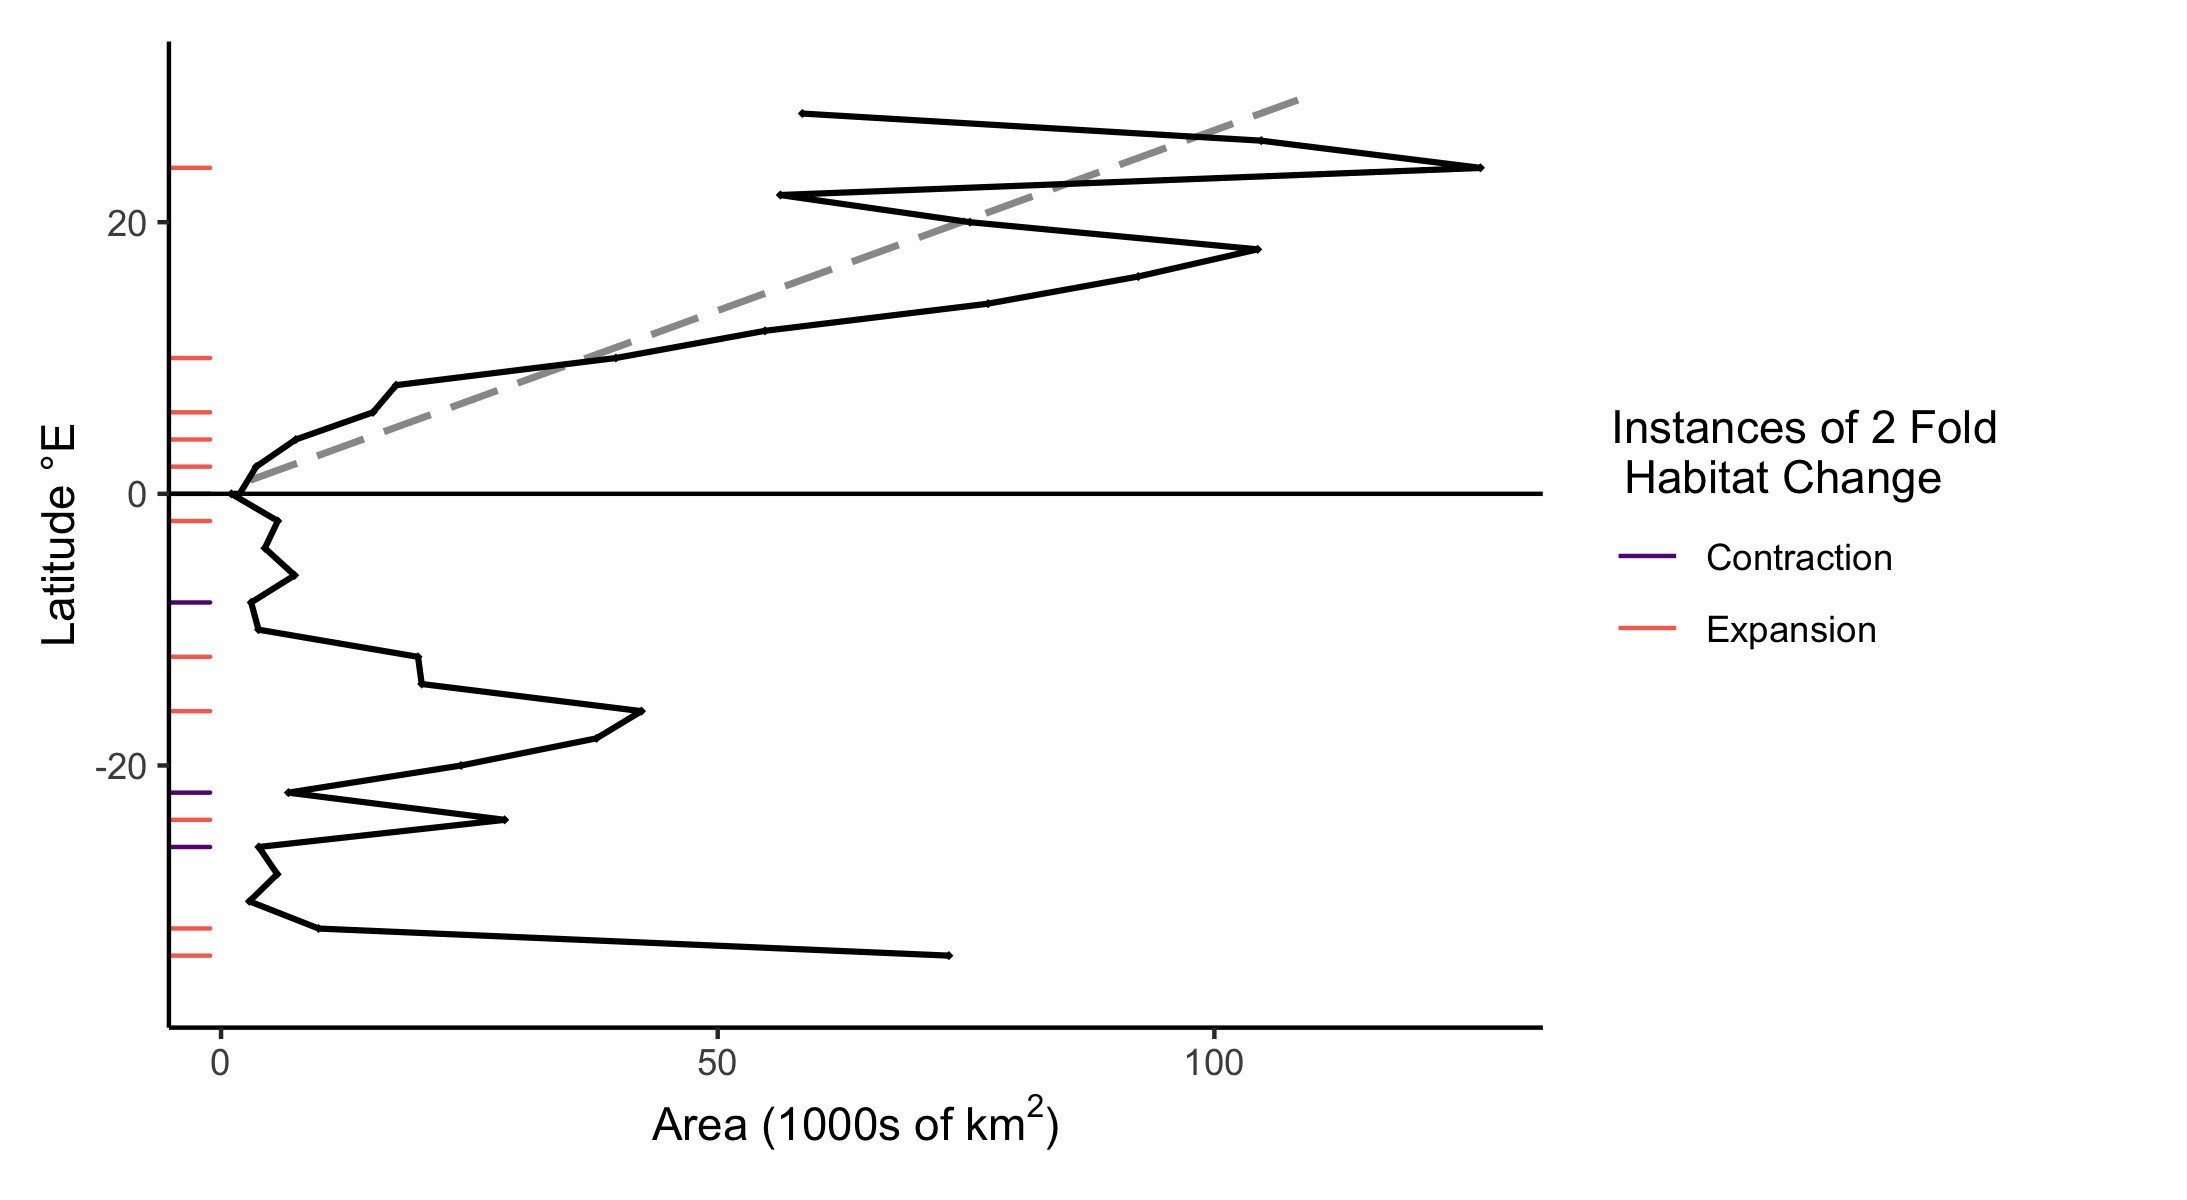 20
0
-20
Latitude °E
0
50
100
Area (1000s of km²)
Instances of 2 Fold
Habitat Change
Contraction
Expansion